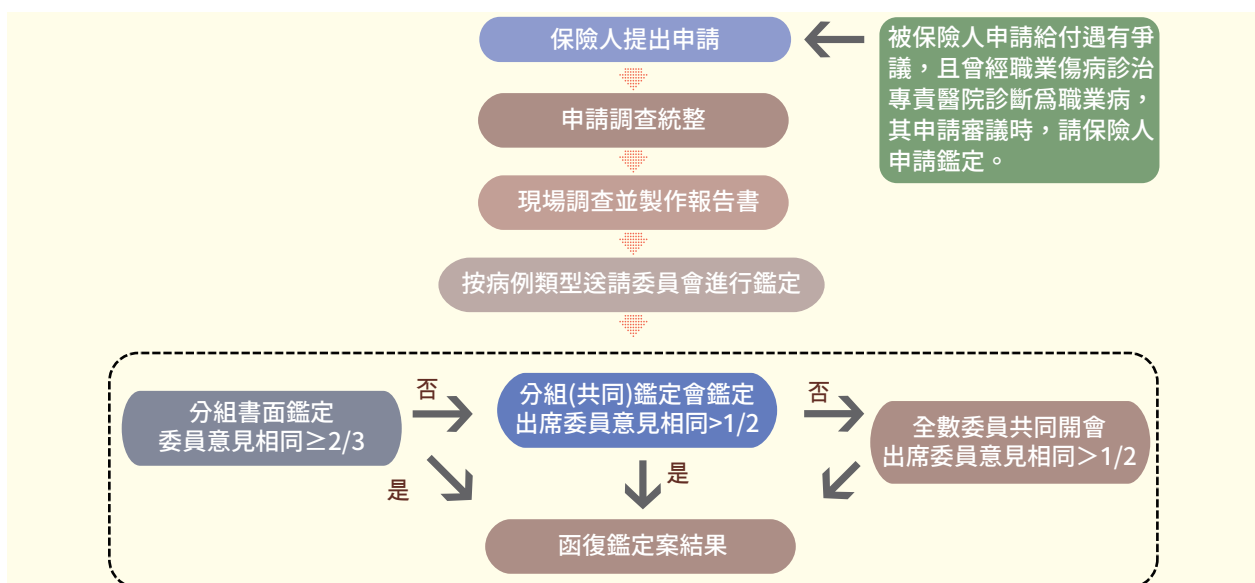 保險人提出申請
被保險人申請給付遇有爭
議，且曾經職業傷病診治
專責醫院診斷為職業病，
其申請審議時，請保險人
申請鑑定。
申請調查統整
現場調查並製作報告書
按病例類型送請委員會進行鑑定
分組書面鑑定
委員意見相同≥2/3
否
分組(共同)鑑定會鑑定
出席委員意見相同>1/2
否
全數委員共同開會
出席委員意見相同＞1/2
是
是
函復鑑定案結果